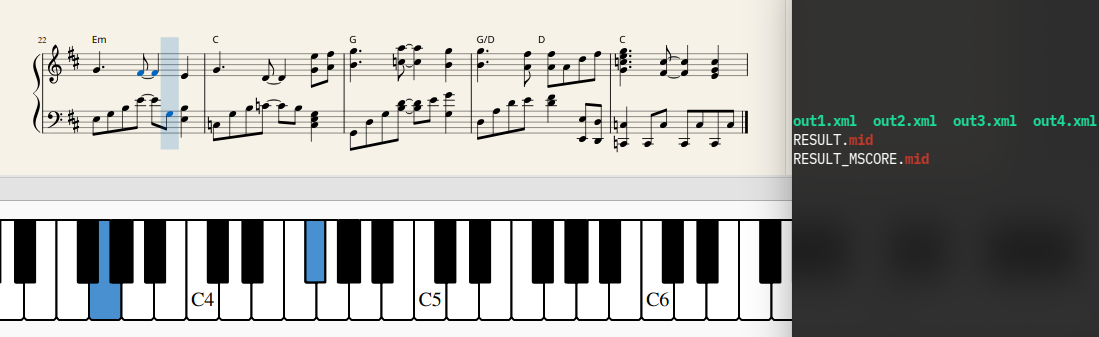 22 Em C G G/D D C
out1.xml out2.xml out3.xml out4.xml
RESULT.mid
RESULT_MSCORE.mid
C4 C5 C6